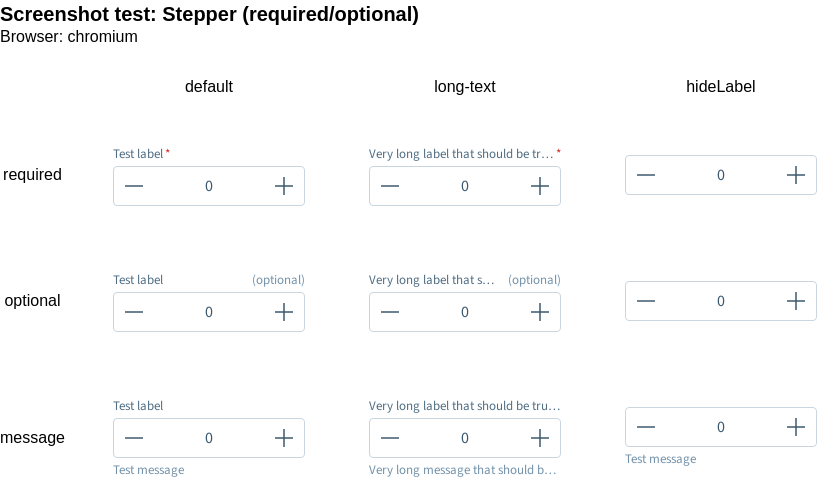 Screenshot test: Stepper (required/optional)
Browser: chromium
default long-text hideLabel
Test label * Very long label that should be tr... *
required 0 0 0
Test label (optional) Very long label that s... (optional)
optional 0 0 0
Test label Very long label that should be tru...
message 0 0 0
Test message Very long message that should b... Test message